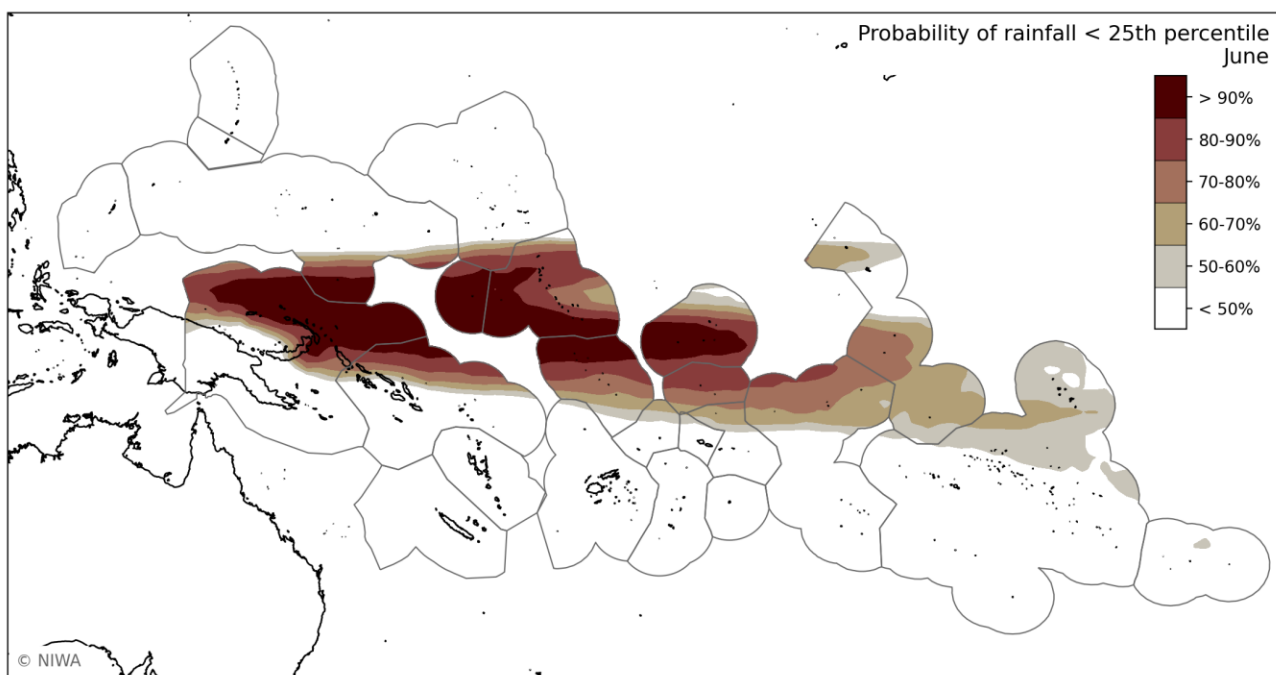 Probability of rainfall < 25th percentile
June
> 90%
80-90%
70-80%
60-70%
50-60%
< 50%
© NIWA